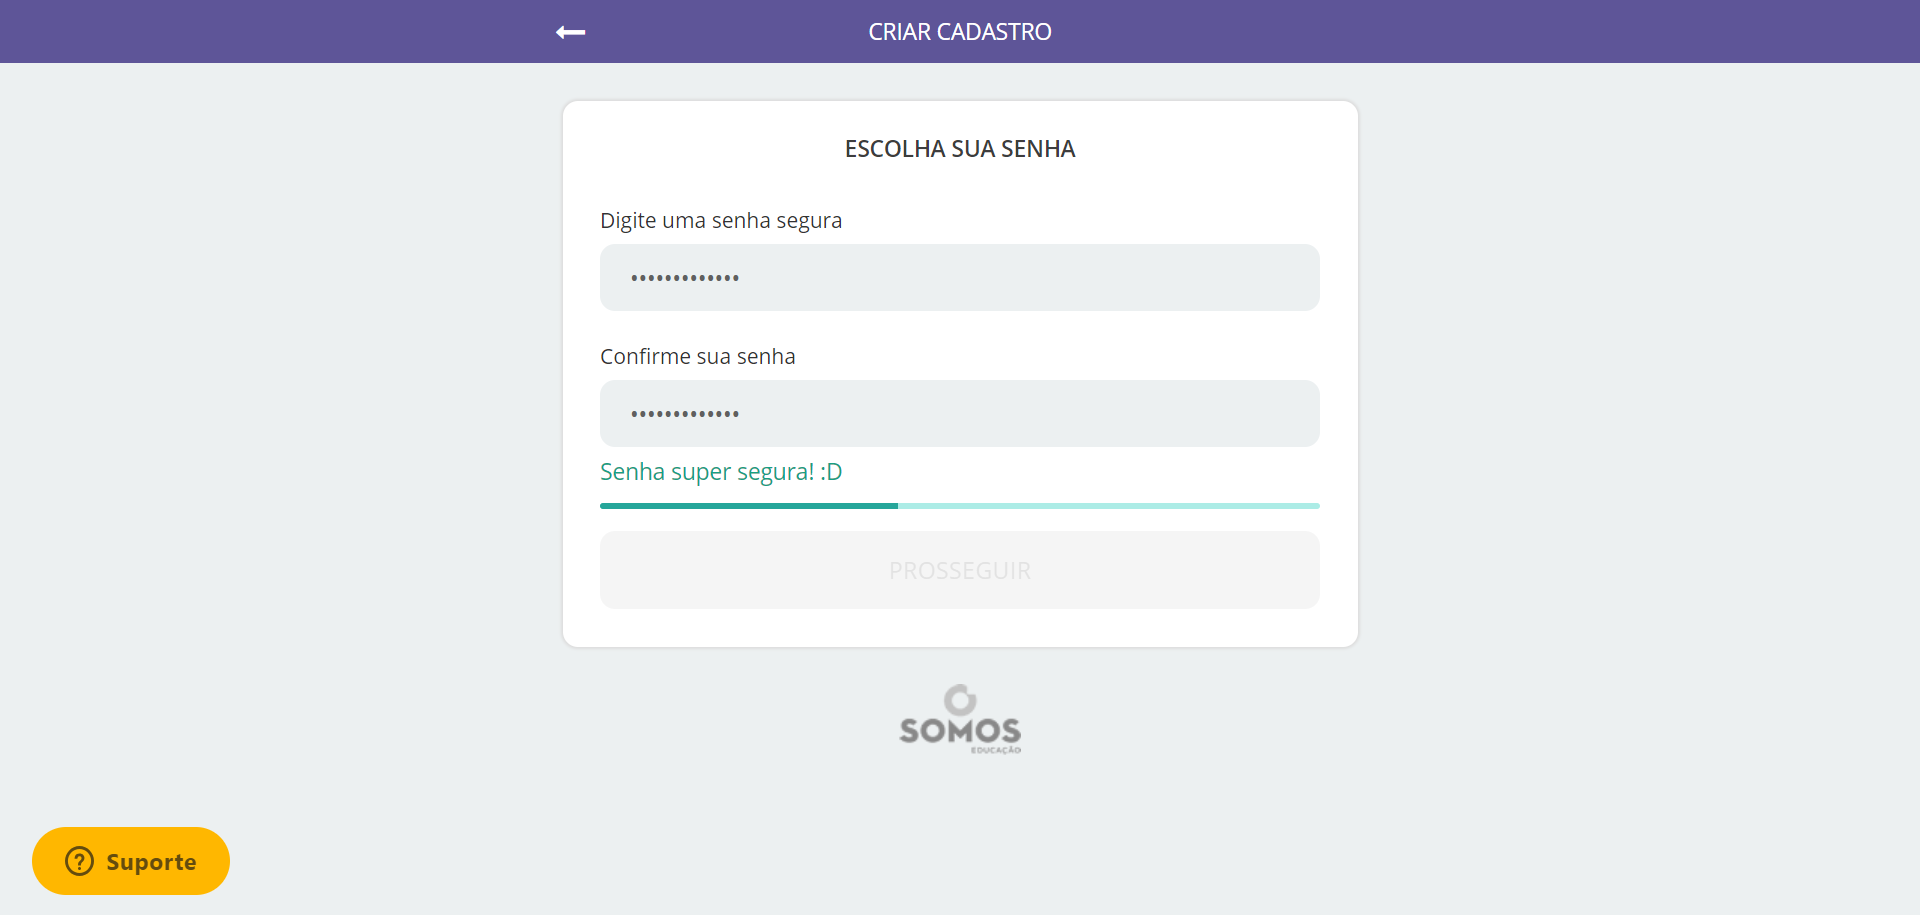 CRIAR CADASTRO
ESCOLHA SUA SENHA
Digite uma senha segura
•••••••••••••
Confirme sua senha
•••••••••••••
Senha super segura! :D
PROSSEGUIR
SOMOS
EDUCAÇÃO
Suporte